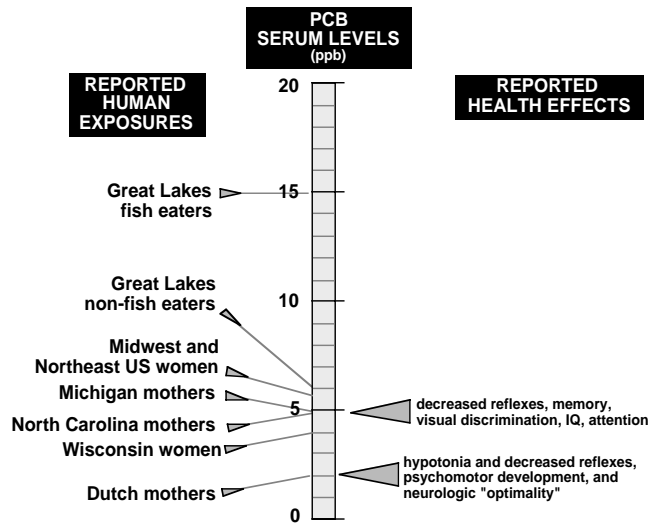 PCB
SERUM LEVELS
(ppb)
REPORTED
HUMAN
EXPOSURES
REPORTED
HEALTH EFFECTS
20
15
10
5
0
Great Lakes
fish eaters
Great Lakes
non-fish eaters
Midwest and
Northeast US women
Michigan mothers
North Carolina mothers
Wisconsin women
Dutch mothers
decreased reflexes, memory,
visual discrimination, IQ, attention
hypotonia and decreased reflexes,
psychomotor development, and
neurologic "optimality"